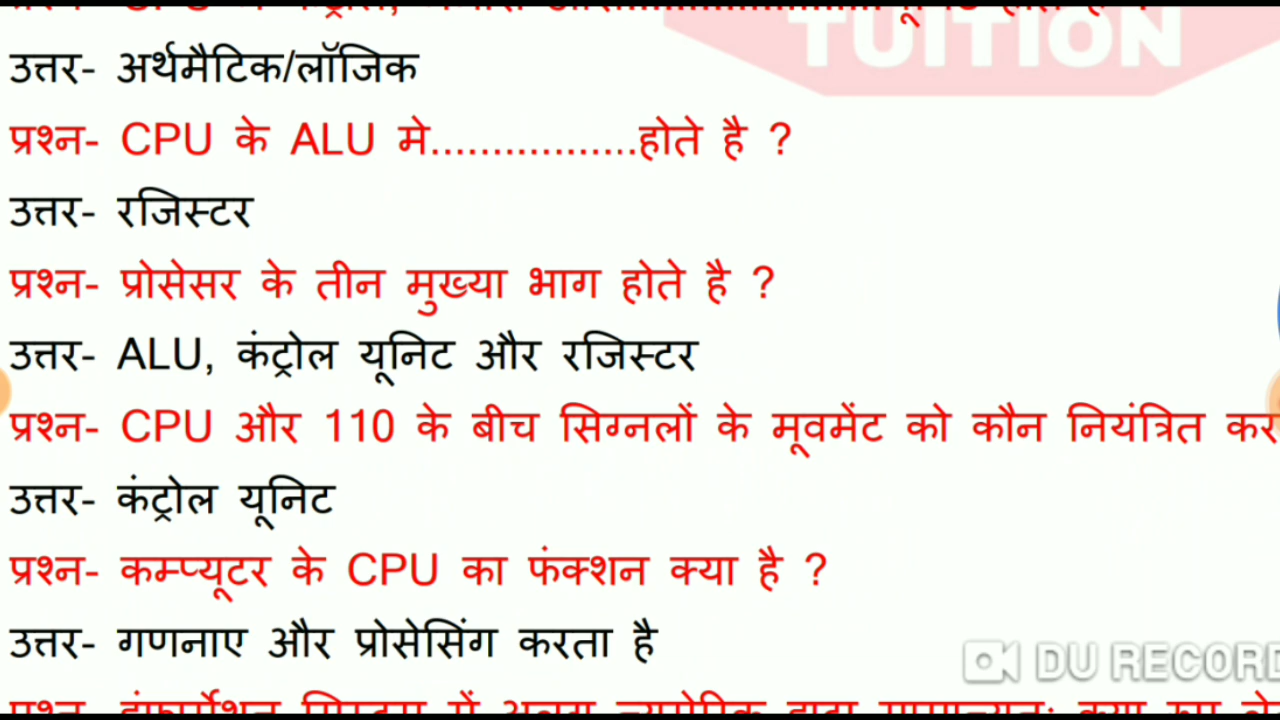 TUITION
उत्तर- अर्थमैटिक/लॉजिक
प्रश्न- CPU के ALU मे.................होते है ?
उत्तर- रजिस्टर
प्रश्न- प्रोसेसर के तीन मुख्या भाग होते है ?
उत्तर- ALU, कंट्रोल यूनिट और रजिस्टर
प्रश्न- CPU और 110 के बीच सिग्नलों के मूवमेंट को कौन नियंत्रित कर
उत्तर- कंट्रोल यूनिट
प्रश्न- कम्प्यूटर के CPU का फंक्शन क्या है ?
उत्तर- गणनाए और प्रोसेसिंग करता है
DU RECORD